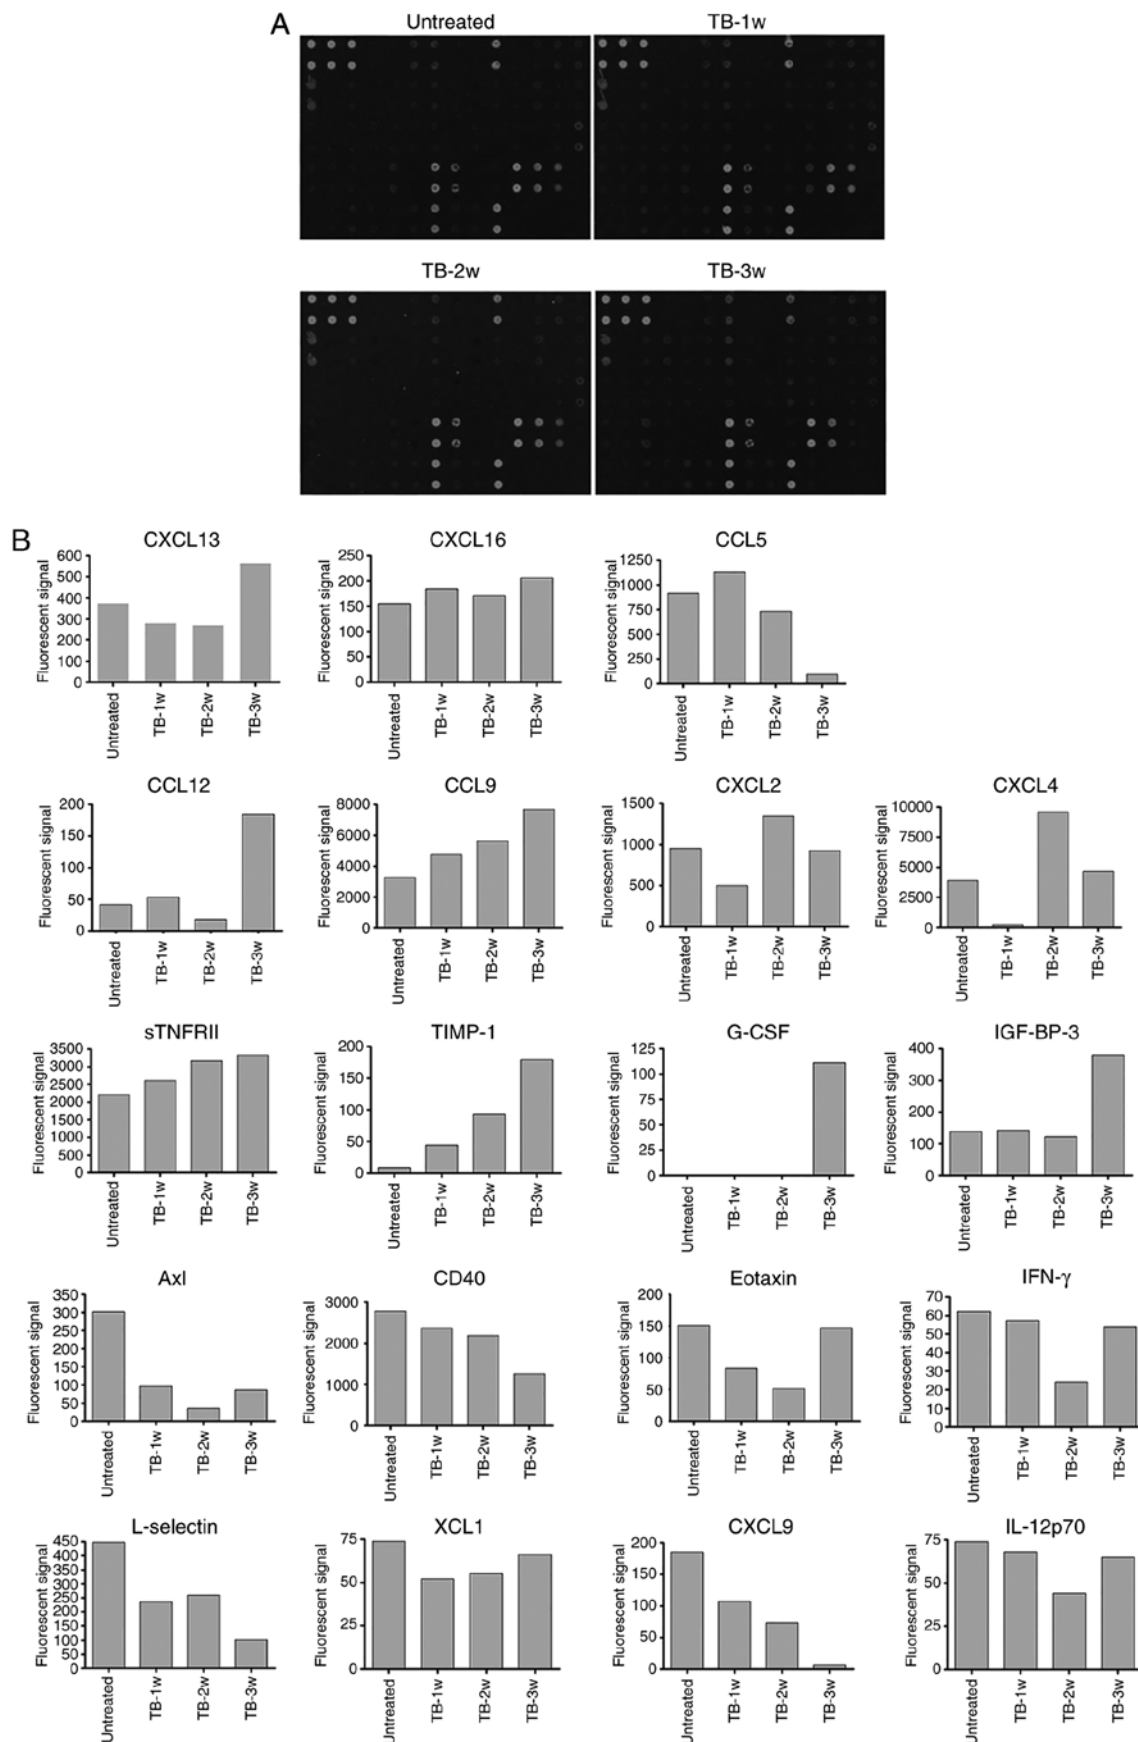 A
Untreated
TB-1w
TB-2w
TB-3w
B
CXCL13
Fluorescent signal
600
500
400
300
200
100
0
Untreated
TB-1w
TB-2w
TB-3w
CXCL16
Fluorescent signal
250
200
150
100
50
0
Untreated
TB-1w
TB-2w
TB-3w
CCL5
Fluorescent signal
1250
1000
750
500
250
0
Untreated
TB-1w
TB-2w
TB-3w
CCL12
Fluorescent signal
200
150
100
50
0
Untreated
TB-1w
TB-2w
TB-3w
CCL9
Fluorescent signal
8000
6000
4000
2000
0
Untreated
TB-1w
TB-2w
TB-3w
CXCL2
Fluorescent signal
1500
1000
500
0
Untreated
TB-1w
TB-2w
TB-3w
CXCL4
Fluorescent signal
10000
7500
5000
2500
0
Untreated
TB-1w
TB-2w
TB-3w
sTNFRII
Fluorescent signal
3500
3000
2500
2000
1500
1000
500
0
Untreated
TB-1w
TB-2w
TB-3w
TIMP-1
Fluorescent signal
200
150
100
50
0
Untreated
TB-1w
TB-2w
TB-3w
G-CSF
Fluorescent signal
125
100
75
50
25
0
Untreated
TB-1w
TB-2w
TB-3w
IGF-BP-3
Fluorescent signal
400
300
200
100
0
Untreated
TB-1w
TB-2w
TB-3w
Axl
Fluorescent signal
350
300
250
200
150
100
50
0
Untreated
TB-1w
TB-2w
TB-3w
CD40
Fluorescent signal
3000
2000
1000
0
Untreated
TB-1w
TB-2w
TB-3w
Eotaxin
Fluorescent signal
200
150
100
50
0
Untreated
TB-1w
TB-2w
TB-3w
IFN-γ
Fluorescent signal
70
60
50
40
30
20
10
0
Untreated
TB-1w
TB-2w
TB-3w
L-selectin
Fluorescent signal
450
400
350
300
250
200
150
100
50
0
Untreated
TB-1w
TB-2w
TB-3w
XCL1
Fluorescent signal
75
50
25
0
Untreated
TB-1w
TB-2w
TB-3w
CXCL9
Fluorescent signal
200
150
100
50
0
Untreated
TB-1w
TB-2w
TB-3w
IL-12p70
Fluorescent signal
75
50
25
0
Untreated
TB-1w
TB-2w
TB-3w